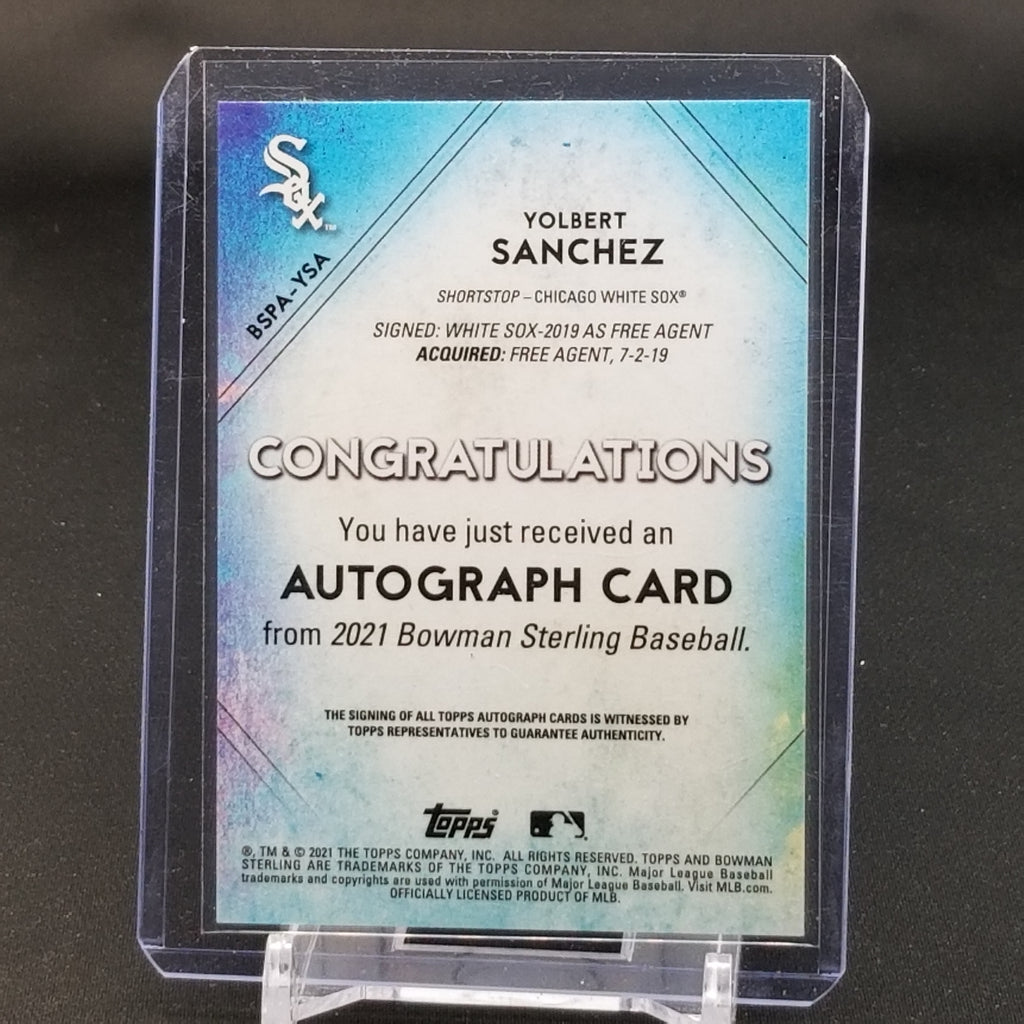 Sox™
BSPA-YSA
YOLBERT
SANCHEZ
SHORTSTOP – CHICAGO WHITE SOX®
SIGNED: WHITE SOX-2019 AS FREE AGENT
ACQUIRED: FREE AGENT, 7-2-19
CONGRATULATIONS
You have just received an
AUTOGRAPH CARD
from 2021 Bowman Sterling Baseball.
THE SIGNING OF ALL TOPPS AUTOGRAPH CARDS IS WITNESSED BY
TOPPS REPRESENTATIVES TO GUARANTEE AUTHENTICITY.
topps®
®, TM & © 2021 THE TOPPS COMPANY, INC. ALL RIGHTS RESERVED. TOPPS AND BOWMAN
STERLING ARE TRADEMARKS OF THE TOPPS COMPANY, INC. Major League Baseball
trademarks and copyrights are used with permission of Major League Baseball. Visit MLB.com.
OFFICIALLY LICENSED PRODUCT OF MLB.